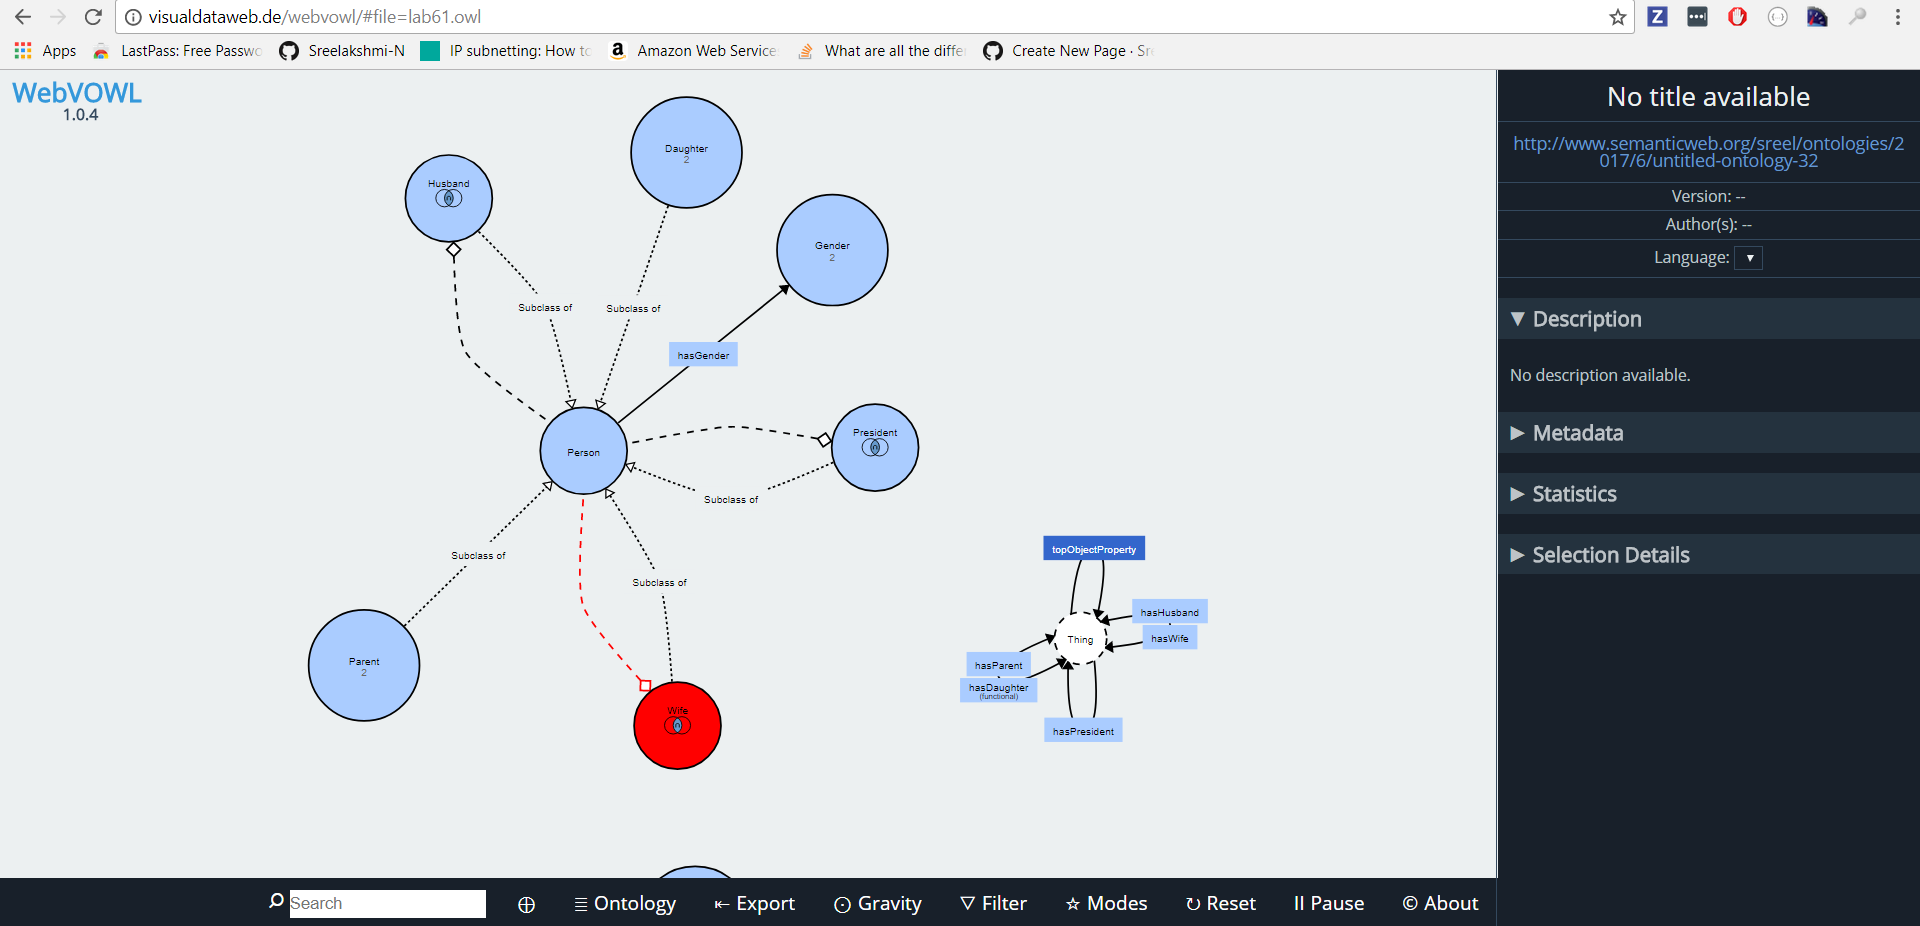 visualdataweb.de/webvowl/#file=lab61.owl
Apps
LastPass: Free Passwo
Sreelakshmi-N
IP subnetting: How to
Amazon Web Service
What are all the diffe
Create New Page · Sr
WebVOWL
1.0.4
Daughter
2
Husband
Gender
2
Subclass of
Subclass of
hasGender
President
Person
Subclass of
Subclass of
Subclass of
topObjectProperty
hasHusband
hasWife
Thing
hasParent
hasDaughter
(functional)
hasPresident
Parent
2
Wife
No title available
http://www.semanticweb.org/sreel/ontologies/2
017/6/untitled-ontology-32
Version: --
Author(s): --
Language:
Description
No description available.
Metadata
Statistics
Selection Details
Search
Ontology
Export
Gravity
Filter
Modes
Reset
Pause
© About